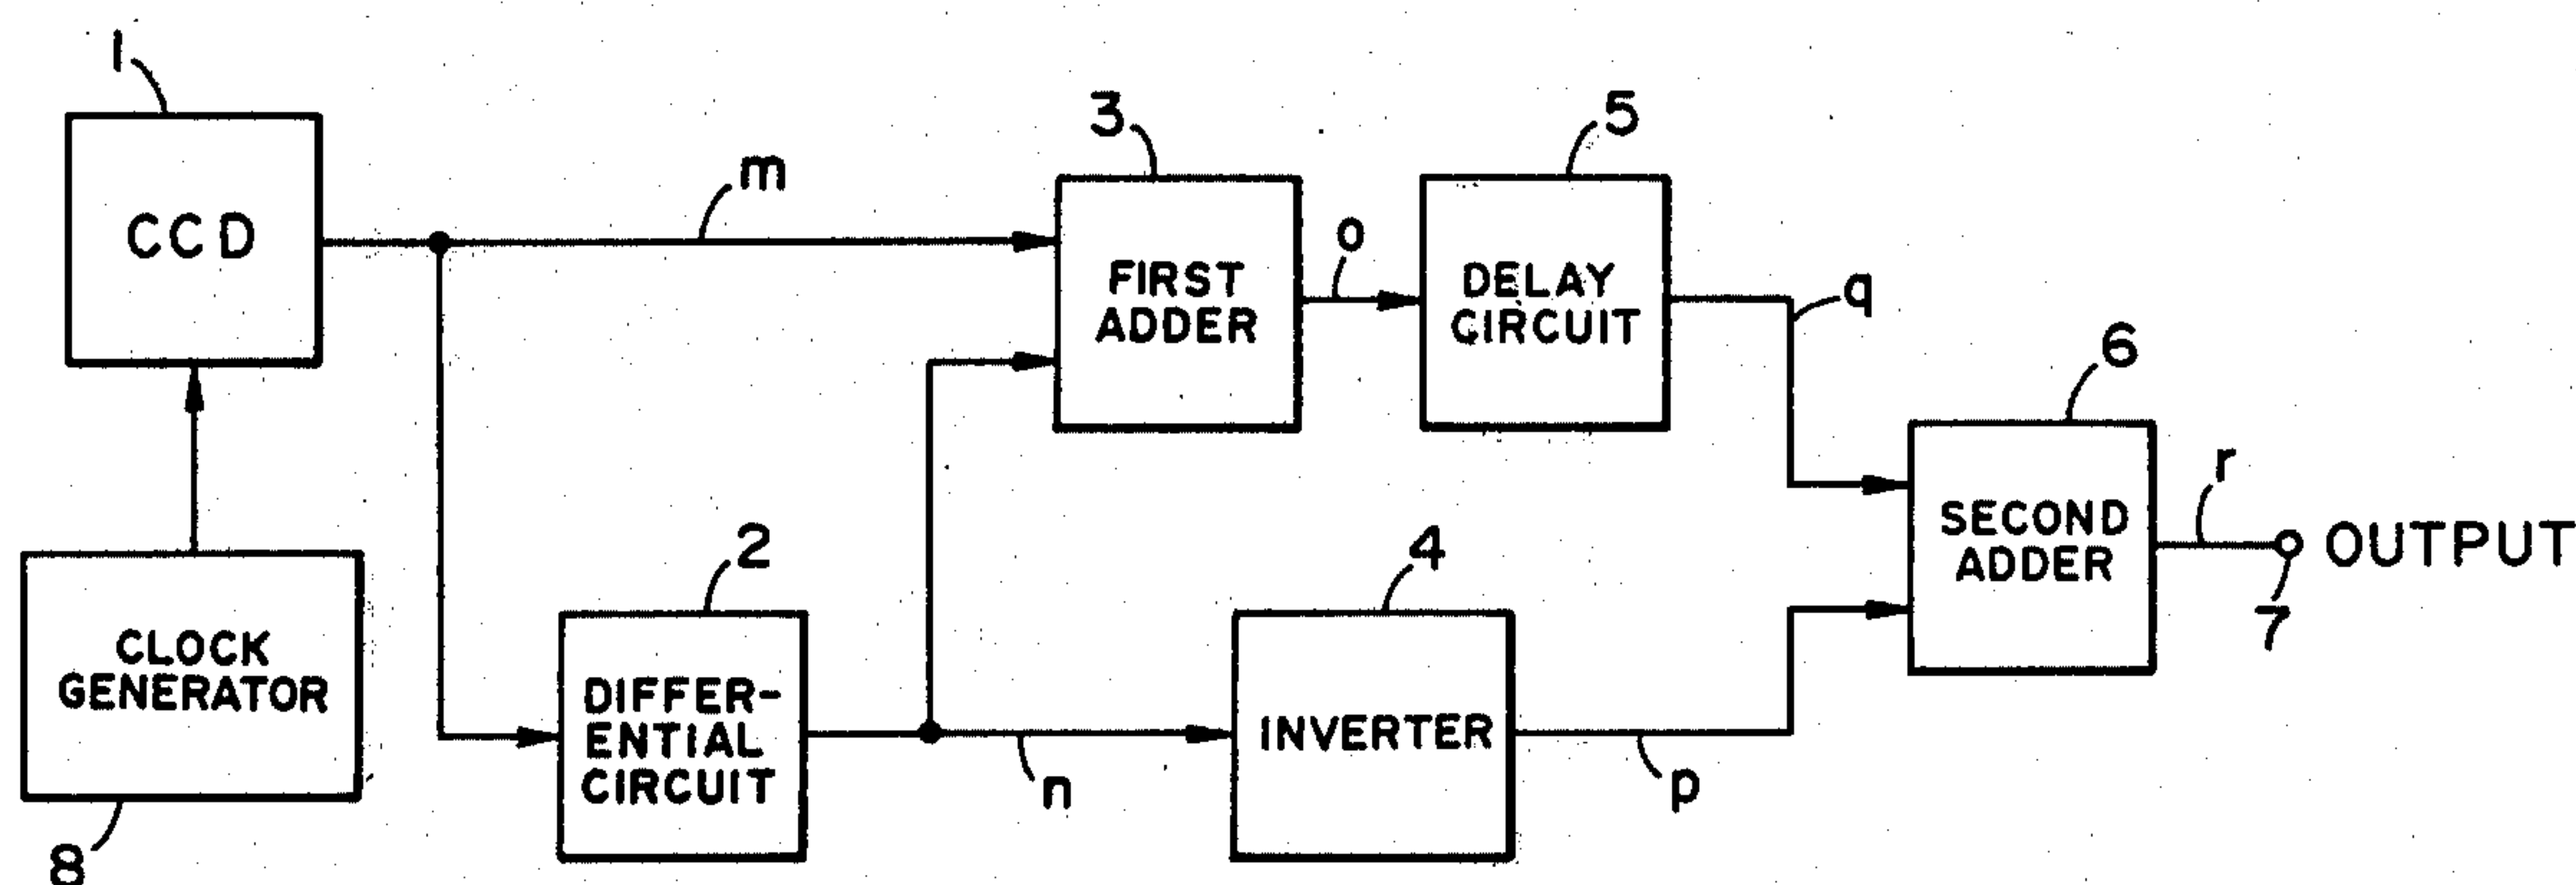 1
CCD
m
3
FIRST
ADDER
o
5
DELAY
CIRCUIT
q
6
SECOND
ADDER
r
OUTPUT
7
2
DIFFER-
ENTIAL
CIRCUIT
n
4
INVERTER
p
CLOCK
GENERATOR
8